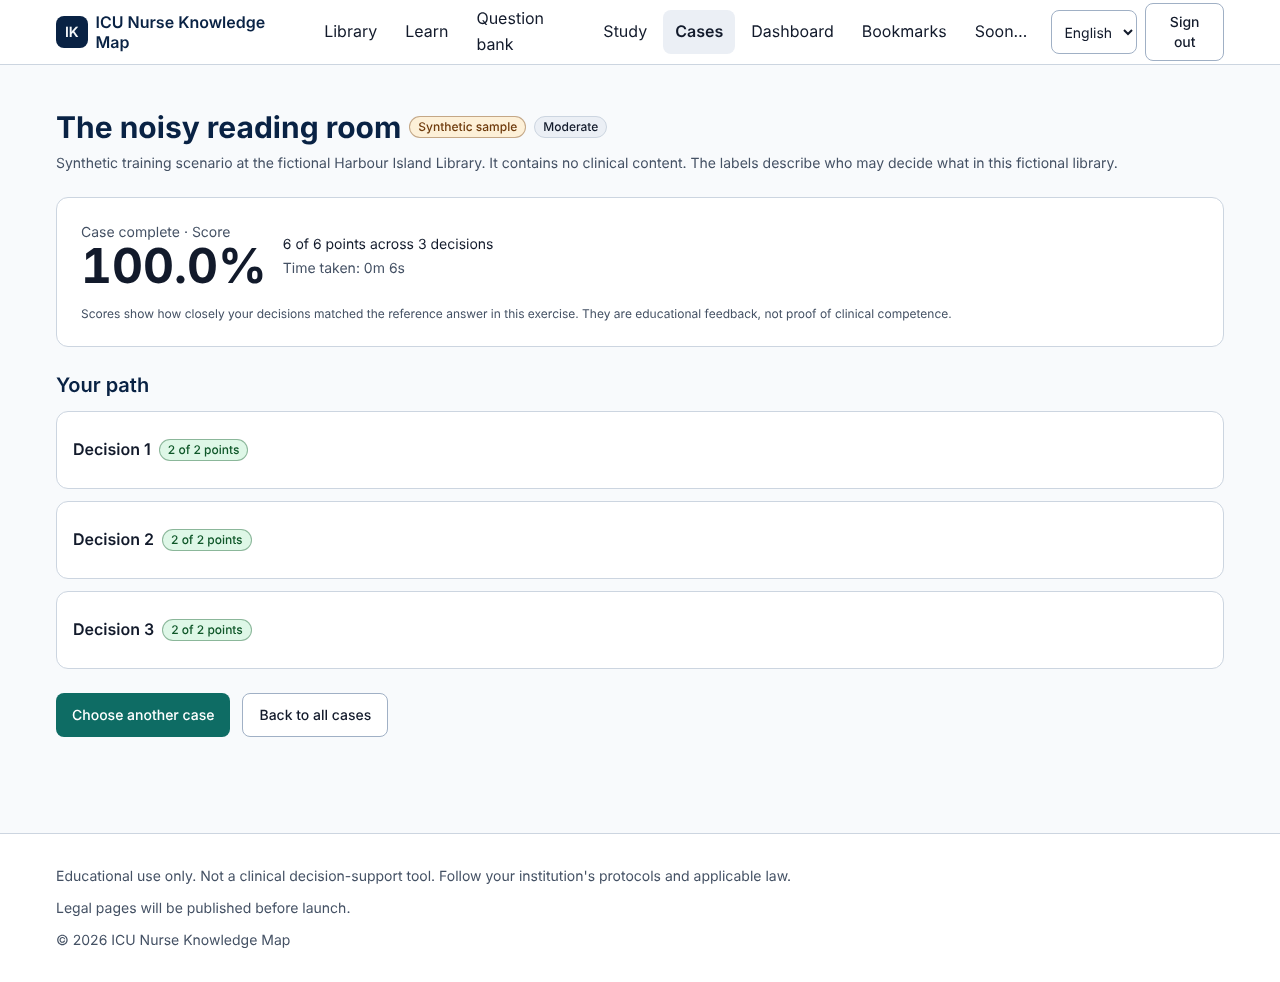 IK
ICU Nurse Knowledge
Map
Library
Learn
Question
bank
Study
Cases
Dashboard
Bookmarks
Soon...
English
Sign
out
The noisy reading room
Synthetic sample
Moderate
Synthetic training scenario at the fictional Harbour Island Library. It contains no clinical content. The labels describe who may decide what in this fictional library.
Case complete · Score
100.0%
6 of 6 points across 3 decisions
Time taken: 0m 6s
Scores show how closely your decisions matched the reference answer in this exercise. They are educational feedback, not proof of clinical competence.
Your path
Decision 1
2 of 2 points
Decision 2
2 of 2 points
Decision 3
2 of 2 points
Choose another case
Back to all cases
Educational use only. Not a clinical decision-support tool. Follow your institution's protocols and applicable law.
Legal pages will be published before launch.
© 2026 ICU Nurse Knowledge Map